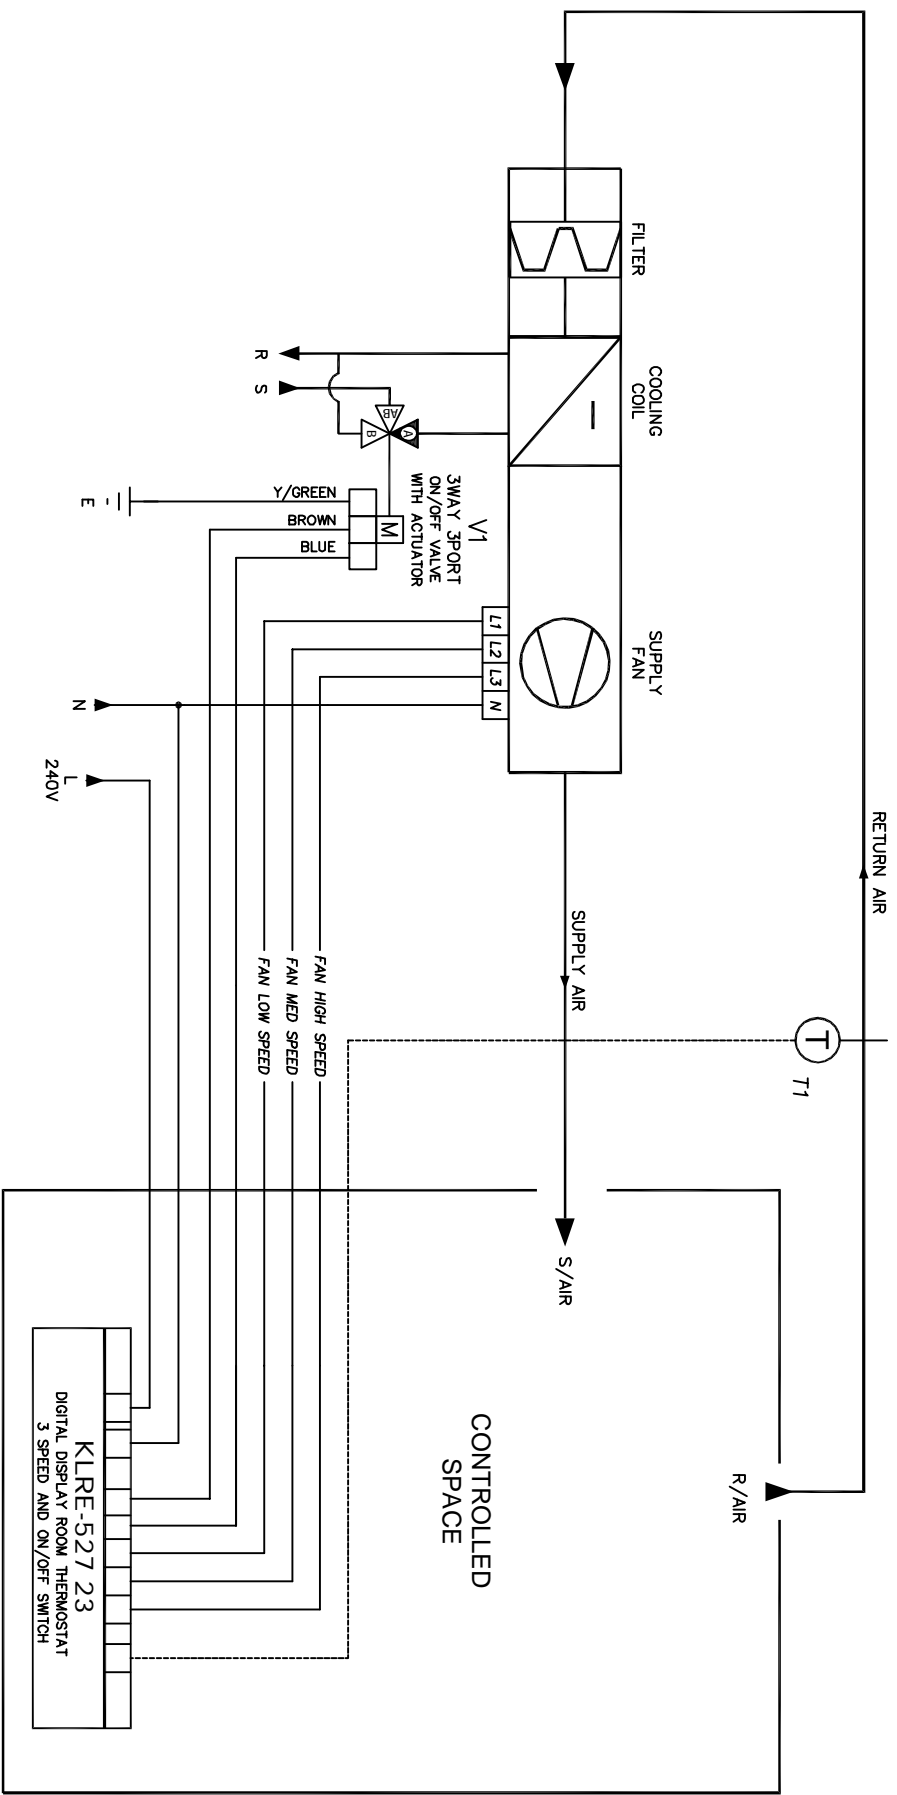 FILTER
COOLING
COIL
SUPPLY
FAN
RETURN AIR
T
T1
SUPPLY AIR
S/AIR
R/AIR
CONTROLLED
SPACE
R
S
AB
A
B
M
V1
3WAY 3PORT
ON/OFF VALVE
WITH ACTUATOR
Y/GREEN
BROWN
BLUE
E
L1
L2
L3
N
N
L
240V
FAN HIGH SPEED
FAN MED SPEED
FAN LOW SPEED
KLRE-527 23
DIGITAL DISPLAY ROOM THERMOSTAT
3 SPEED AND ON/OFF SWITCH